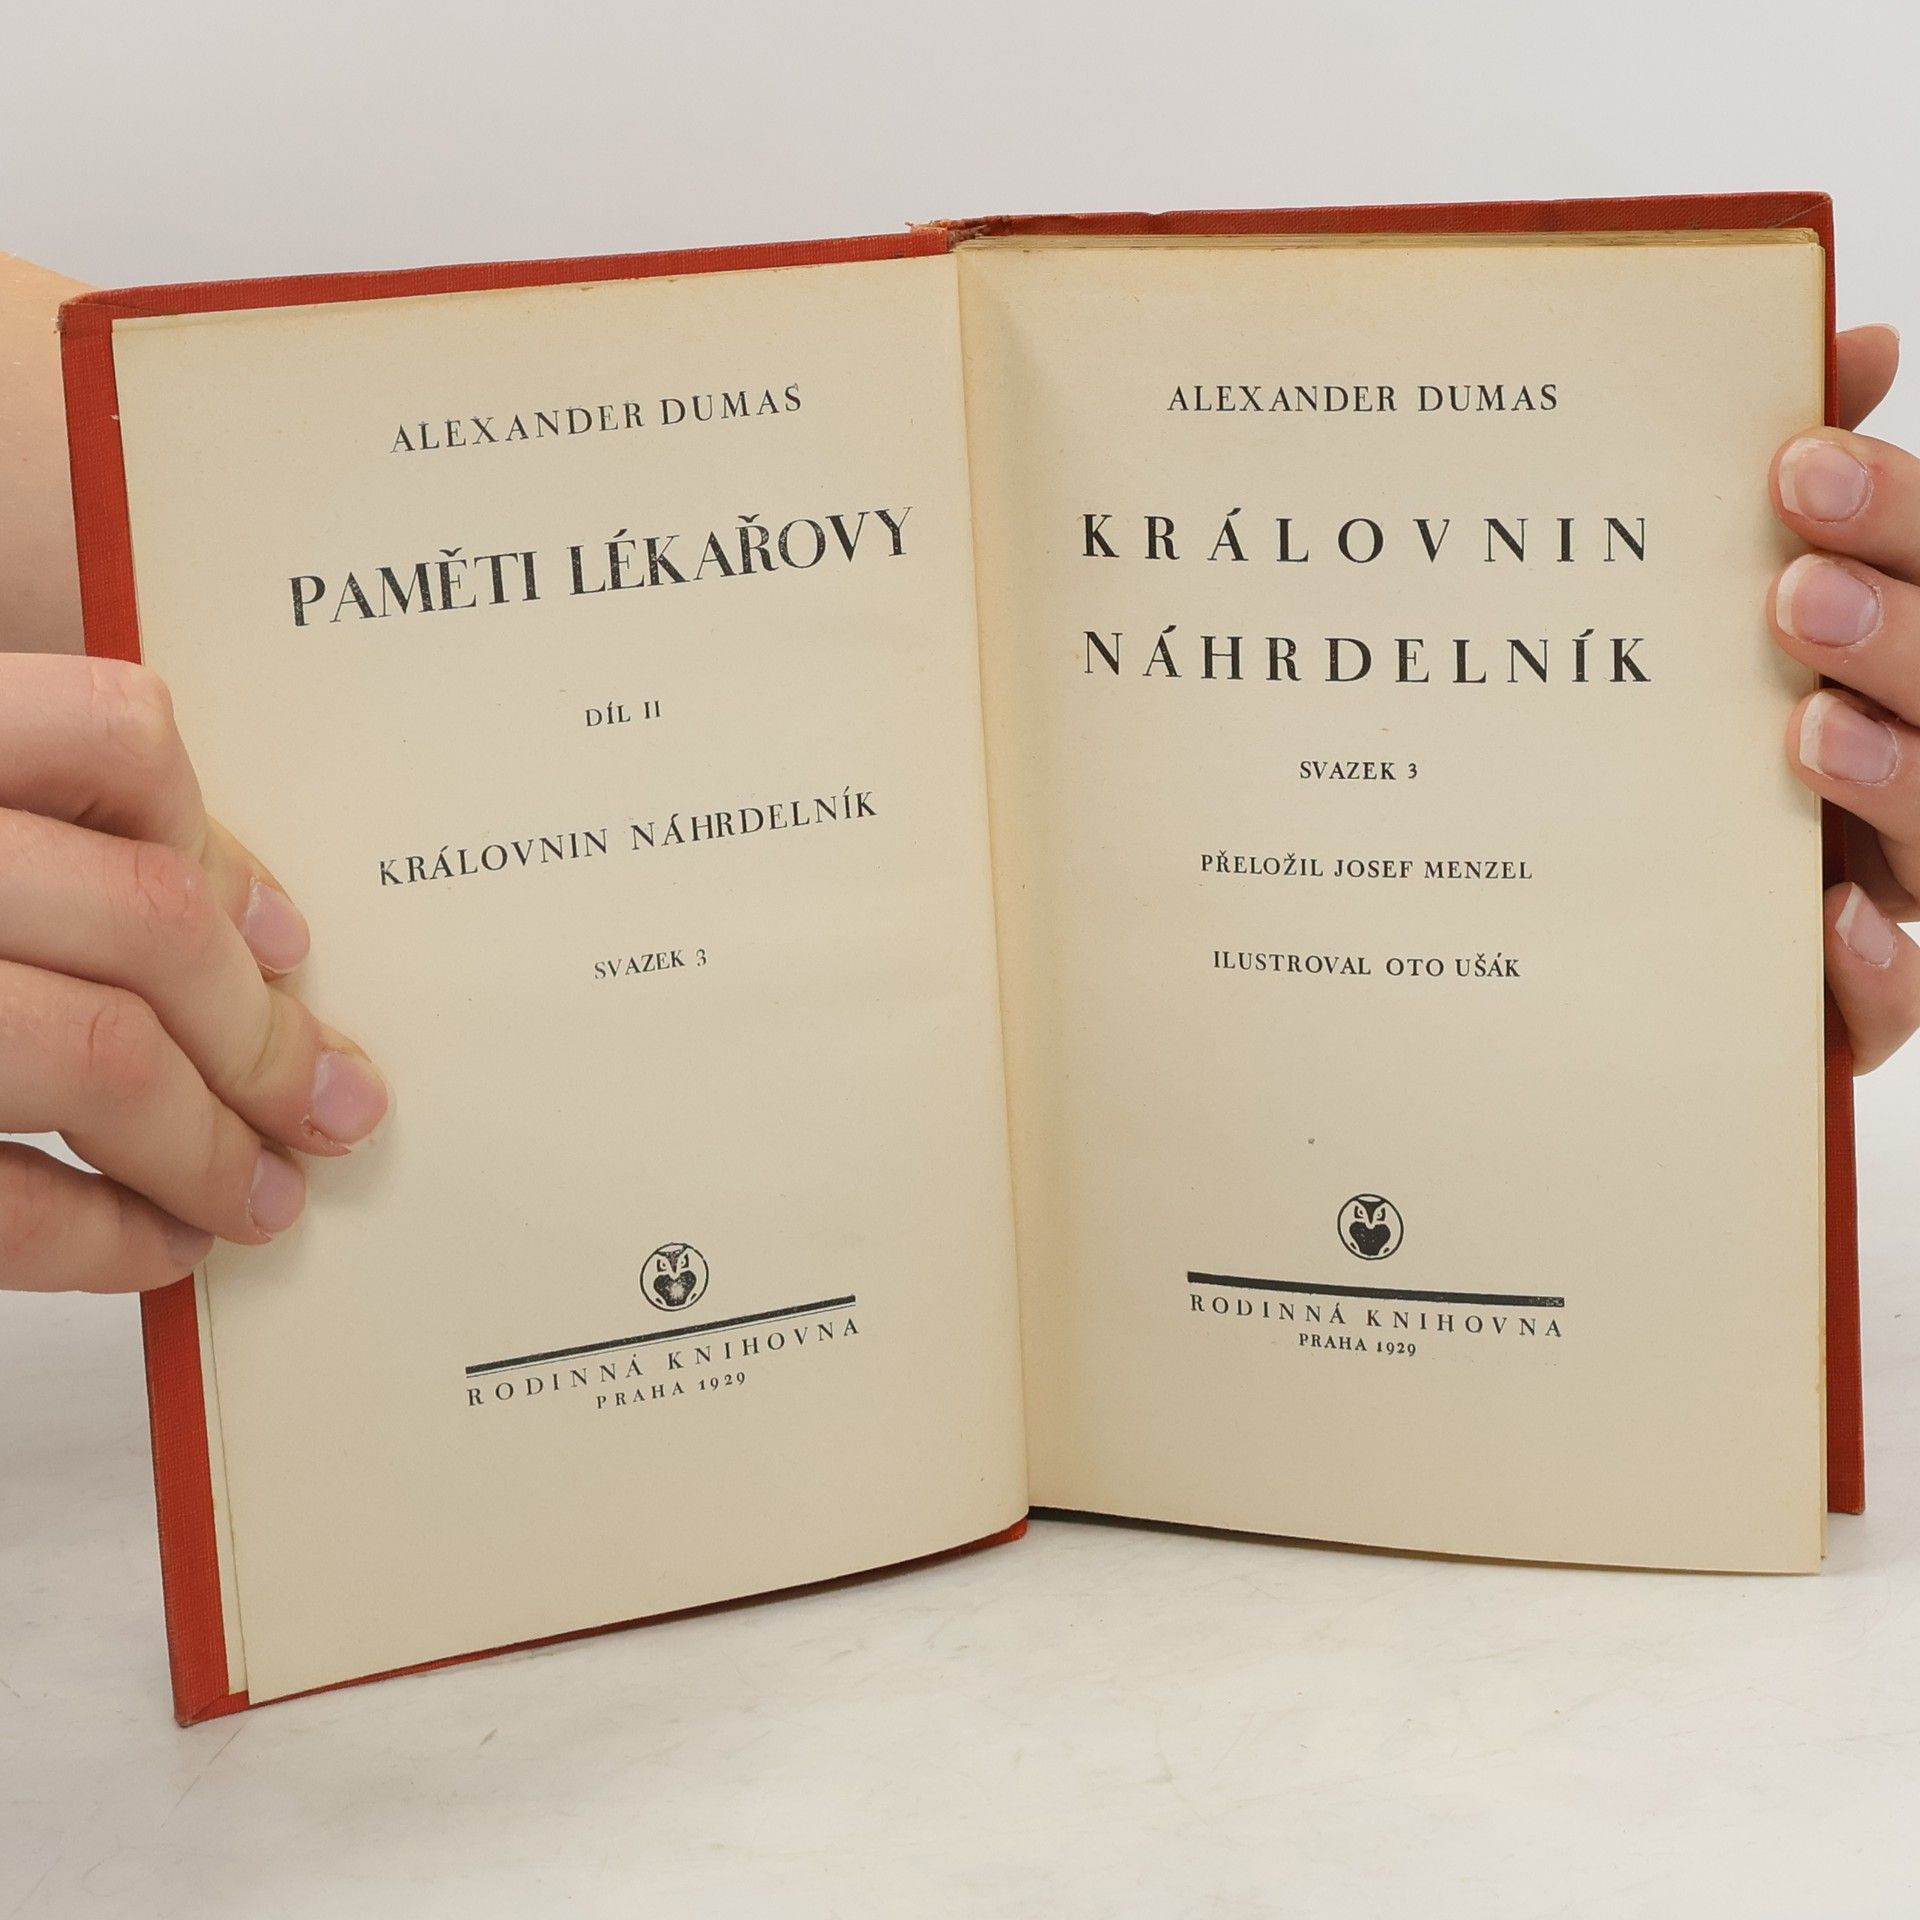 ALEXANDER DUMAS
PAMĚTI LÉKAŘOVY
DÍL II
KRÁLOVNIN NÁHRDELNÍK
SVAZEK 3
RODINNÁ KNIHOVNA
PRAHA 1929
ALEXANDER DUMAS
KRÁLOVNIN
NÁHRDELNÍK
SVAZEK 3
PŘELOŽIL JOSEF MENZEL
ILUSTROVAL OTO UŠÁK
RODINNÁ KNIHOVNA
PRAHA 1929